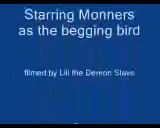 Starring Monners
as the begging bird
filmed by Lili the Demon Slave